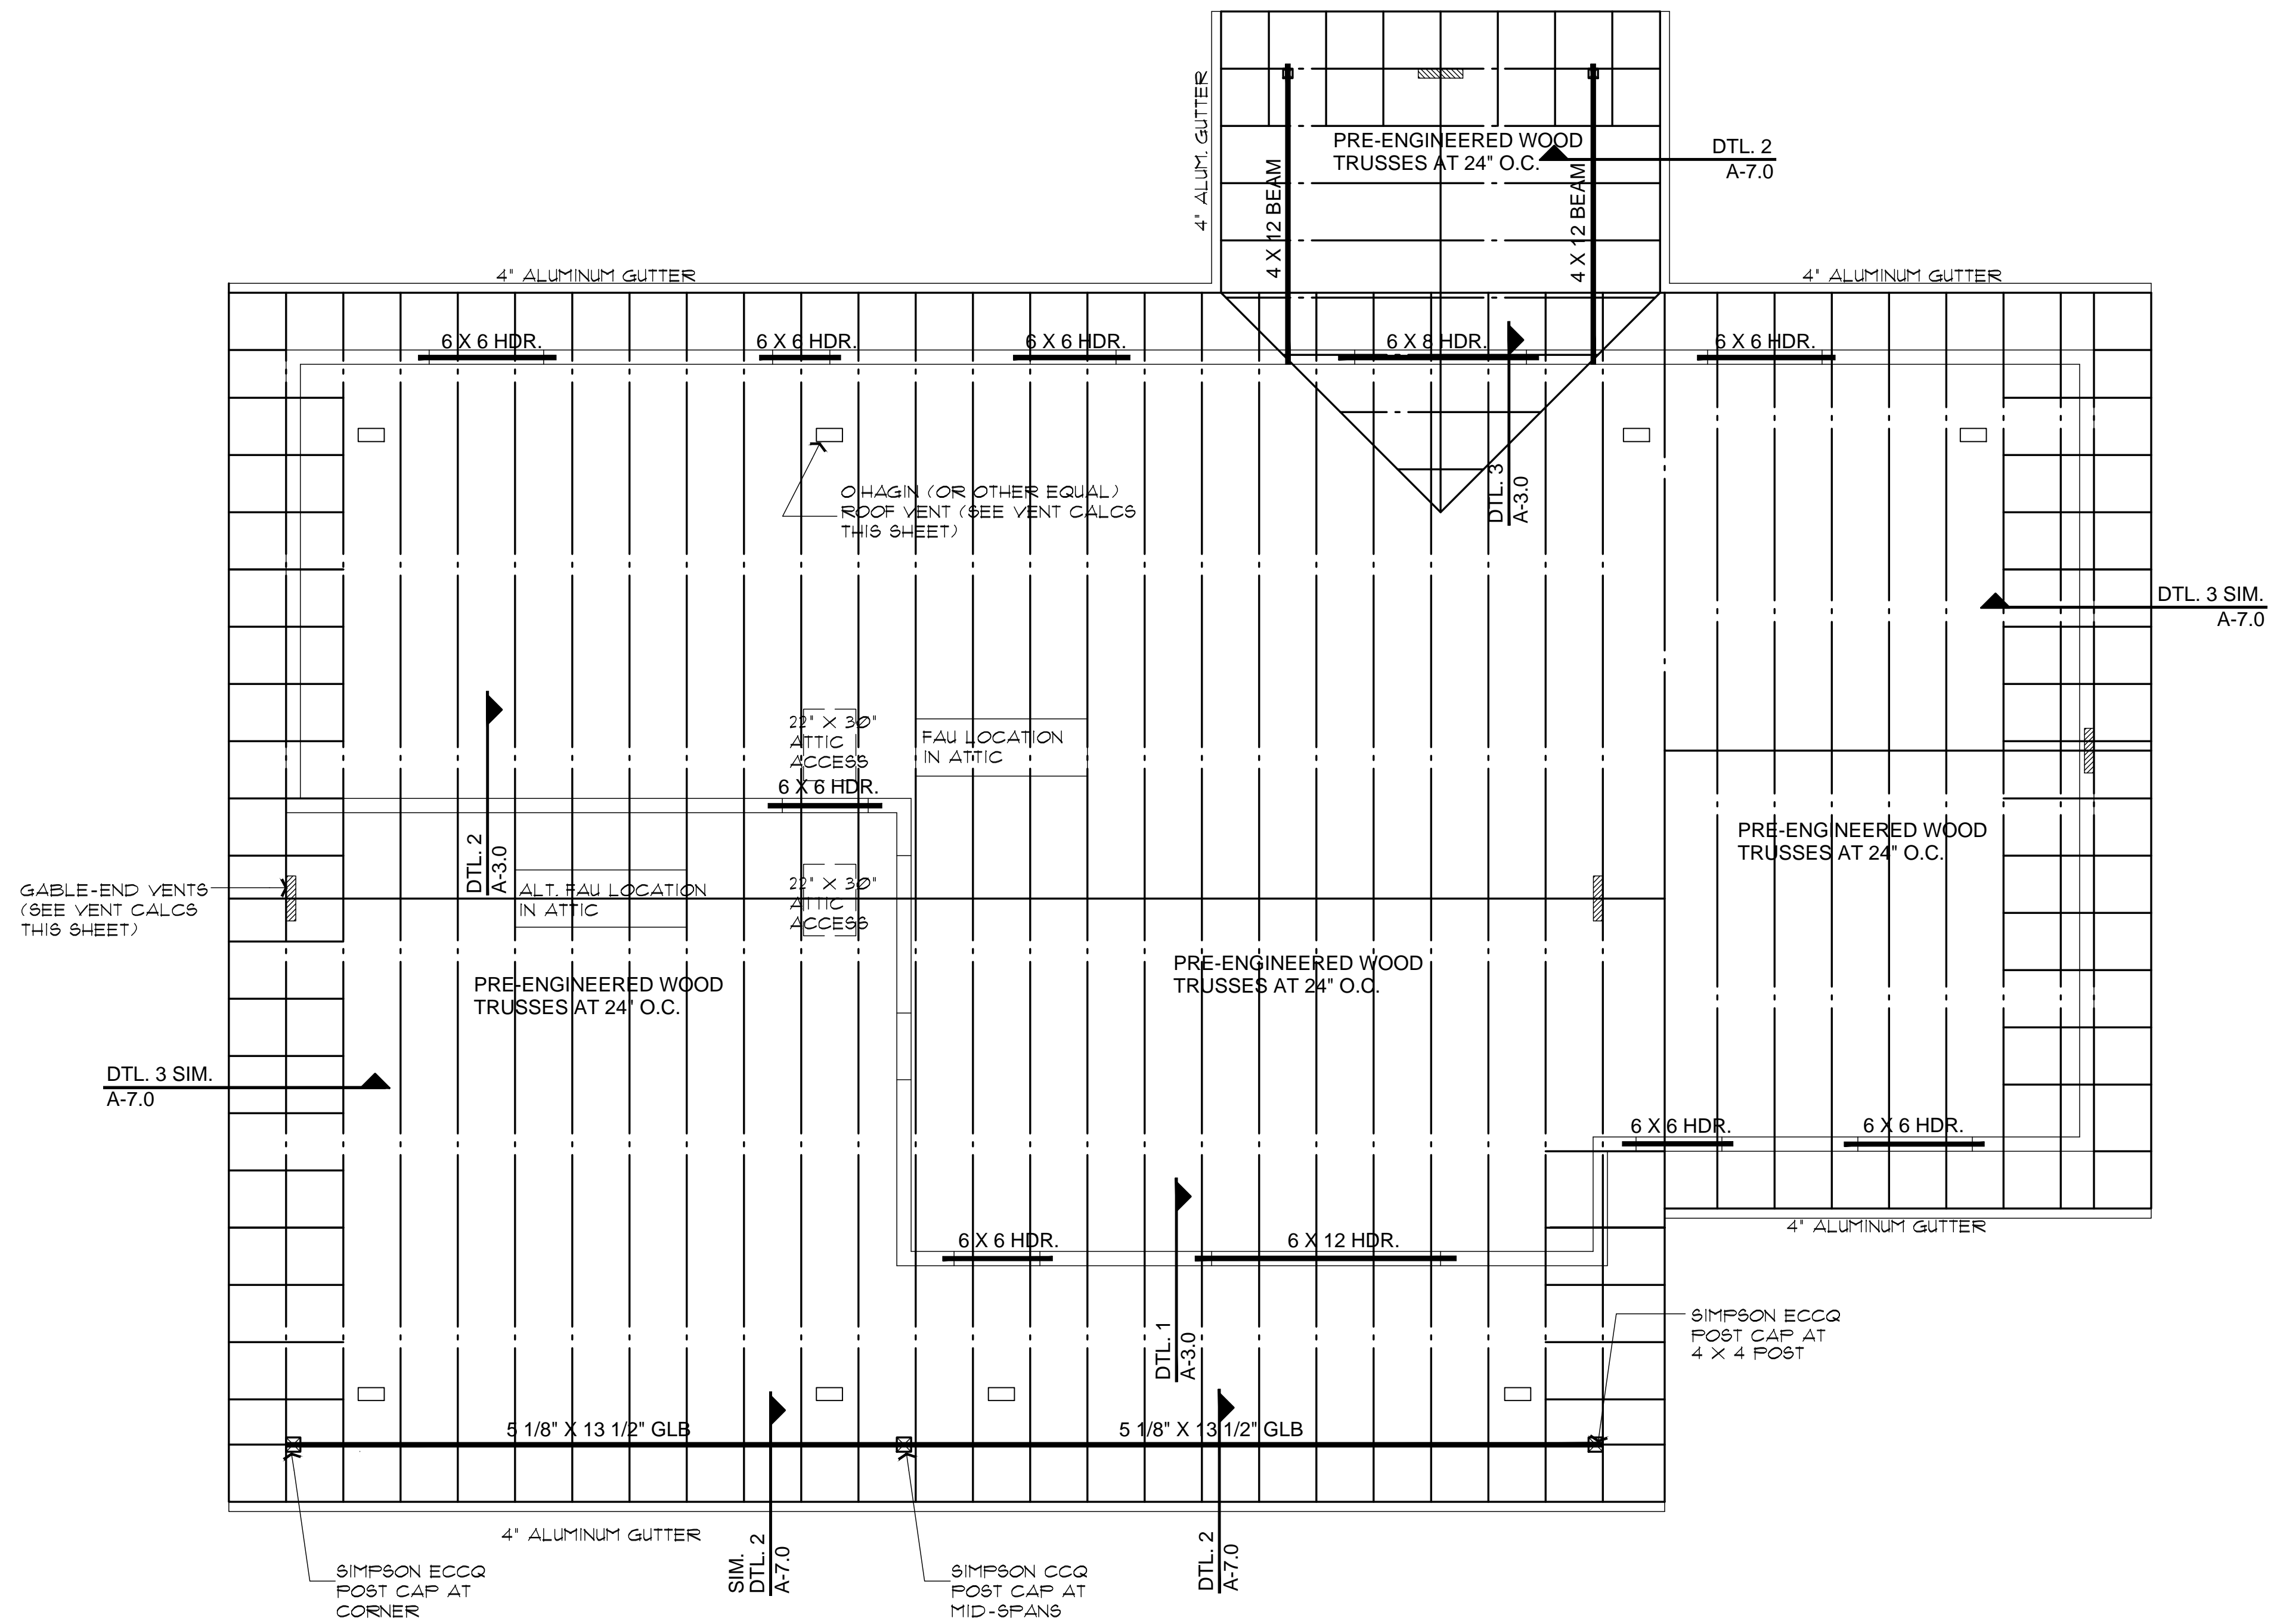 4" ALUM. GUTTER
PRE-ENGINEERED WOOD
TRUSSES AT 24" O.C.
DTL. 2
A-7.0
4 X 12 BEAM
4 X 12 BEAM
4" ALUMINUM GUTTER
4" ALUMINUM GUTTER
6 X 6 HDR.
6 X 6 HDR.
6 X 6 HDR.
6 X 8 HDR.
6 X 6 HDR.
O'HAGIN (OR OTHER EQUAL)
ROOF VENT (SEE VENT CALCS
THIS SHEET)
DTL. 3
A-3.0
DTL. 3 SIM.
A-7.0
22" X 30"
ATTIC
ACCESS
FAU LOCATION
IN ATTIC
6 X 6 HDR.
DTL. 2
A-3.0
PRE-ENGINEERED WOOD
TRUSSES AT 24" O.C.
GABLE-END VENTS
(SEE VENT CALCS
THIS SHEET)
ALT. FAU LOCATION
IN ATTIC
22" X 30"
ATTIC
ACCESS
PRE-ENGINEERED WOOD
TRUSSES AT 24" O.C.
PRE-ENGINEERED WOOD
TRUSSES AT 24" O.C.
DTL. 3 SIM.
A-7.0
6 X 6 HDR.
6 X 6 HDR.
4" ALUMINUM GUTTER
6 X 6 HDR.
6 X 12 HDR.
DTL. 1
A-3.0
SIMPSON ECCQ
POST CAP AT
4 X 4 POST
5 1/8" X 13 1/2" GLB
5 1/8" X 13 1/2" GLB
4" ALUMINUM GUTTER
SIM.
DTL. 2
A-7.0
DTL. 2
A-7.0
SIMPSON ECCQ
POST CAP AT
CORNER
SIMPSON CCQ
POST CAP AT
MID-SPANS